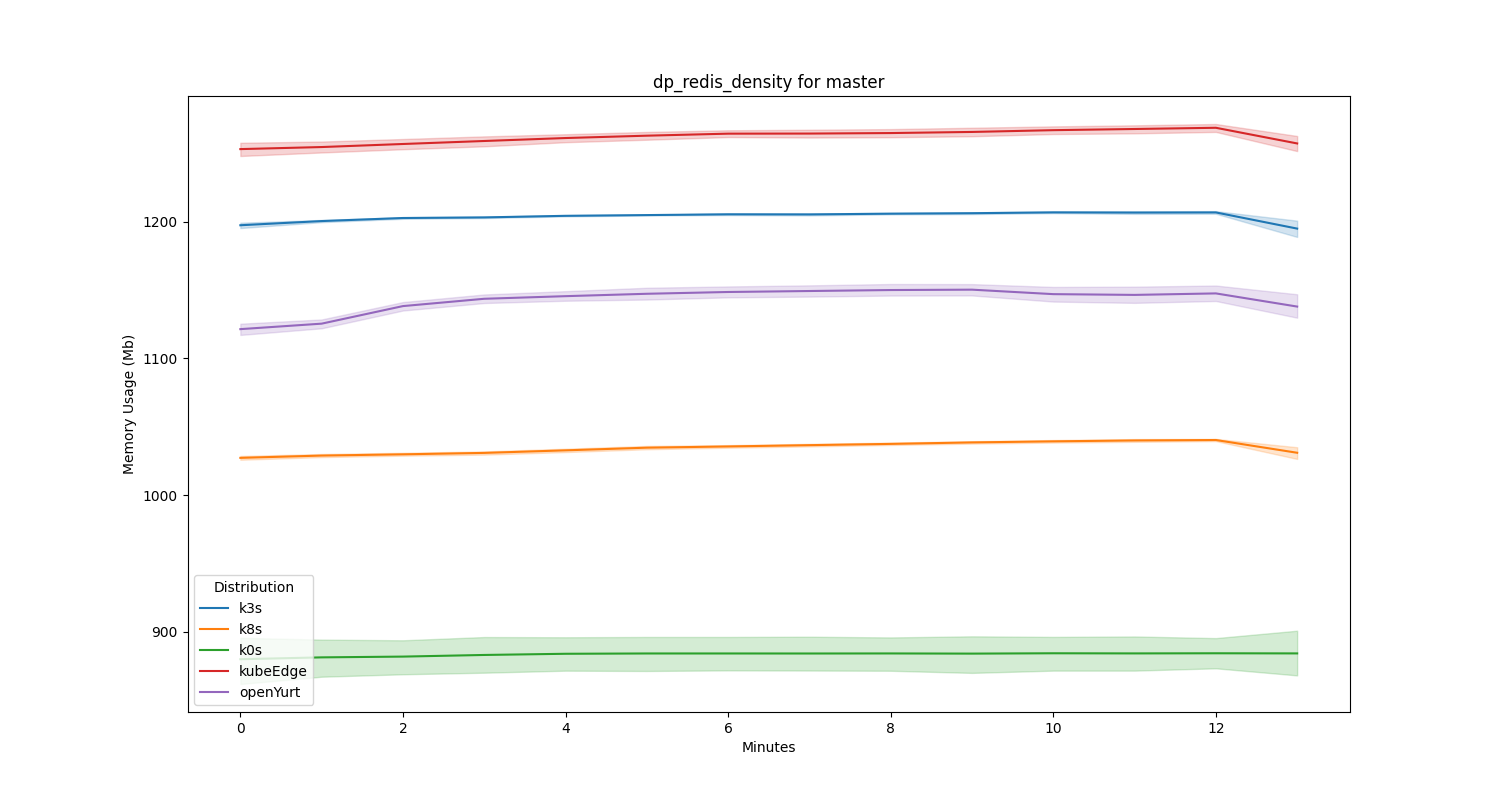 dp_redis_density for master
Memory Usage (Mb)
1200
1100
1000
900
Distribution
k3s
k8s
k0s
kubeEdge
openYurt
0 2 4 6 8 10 12
Minutes